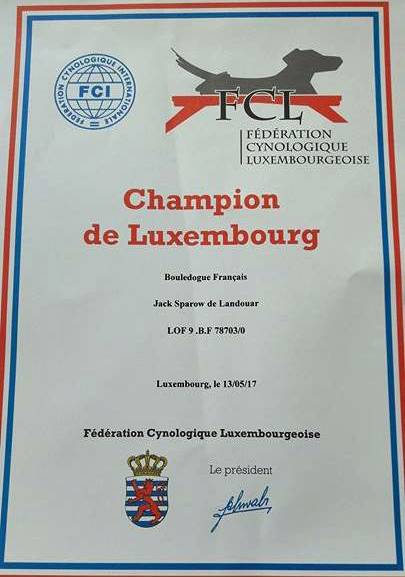 FÉDÉRATION CYNOLOGIQUE INTERNATIONALE
FCI
FCL
FÉDÉRATION
CYNOLOGIQUE
LUXEMBOURGEOISE
Champion
de Luxembourg
Bouledogue Français
Jack Sparow de Landouar
LOF 9 .B.F 78703/0
Luxembourg, le 13/05/17
Fédération Cynologique Luxembourgeoise
Le président